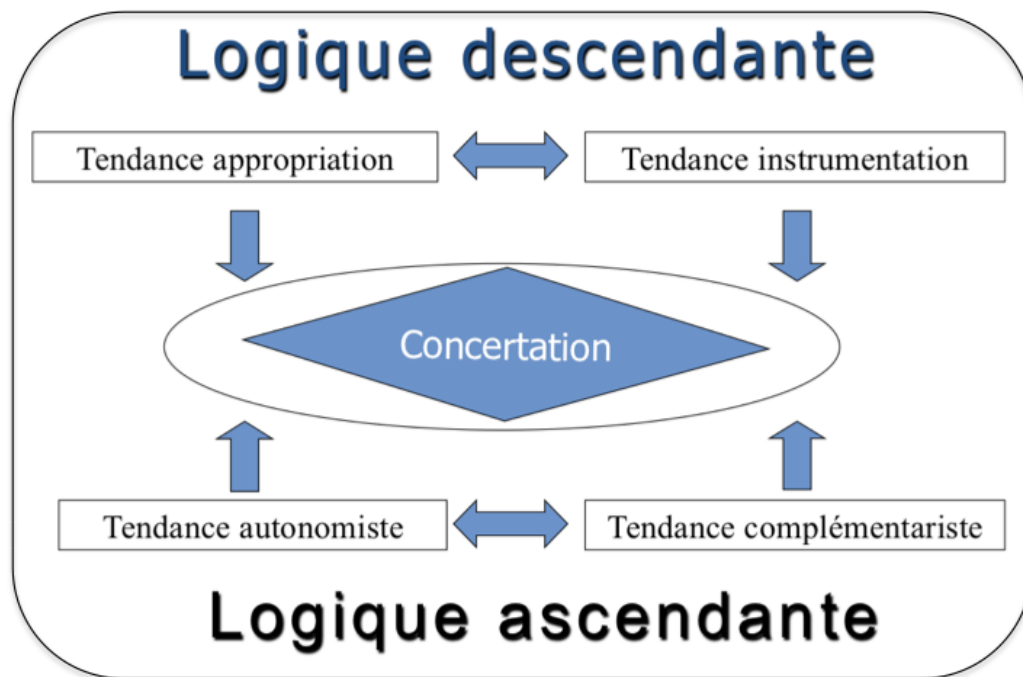 Logique descendante
Tendance appropriation
Tendance instrumentation
Concertation
Tendance autonomiste
Tendance complémentariste
Logique ascendante